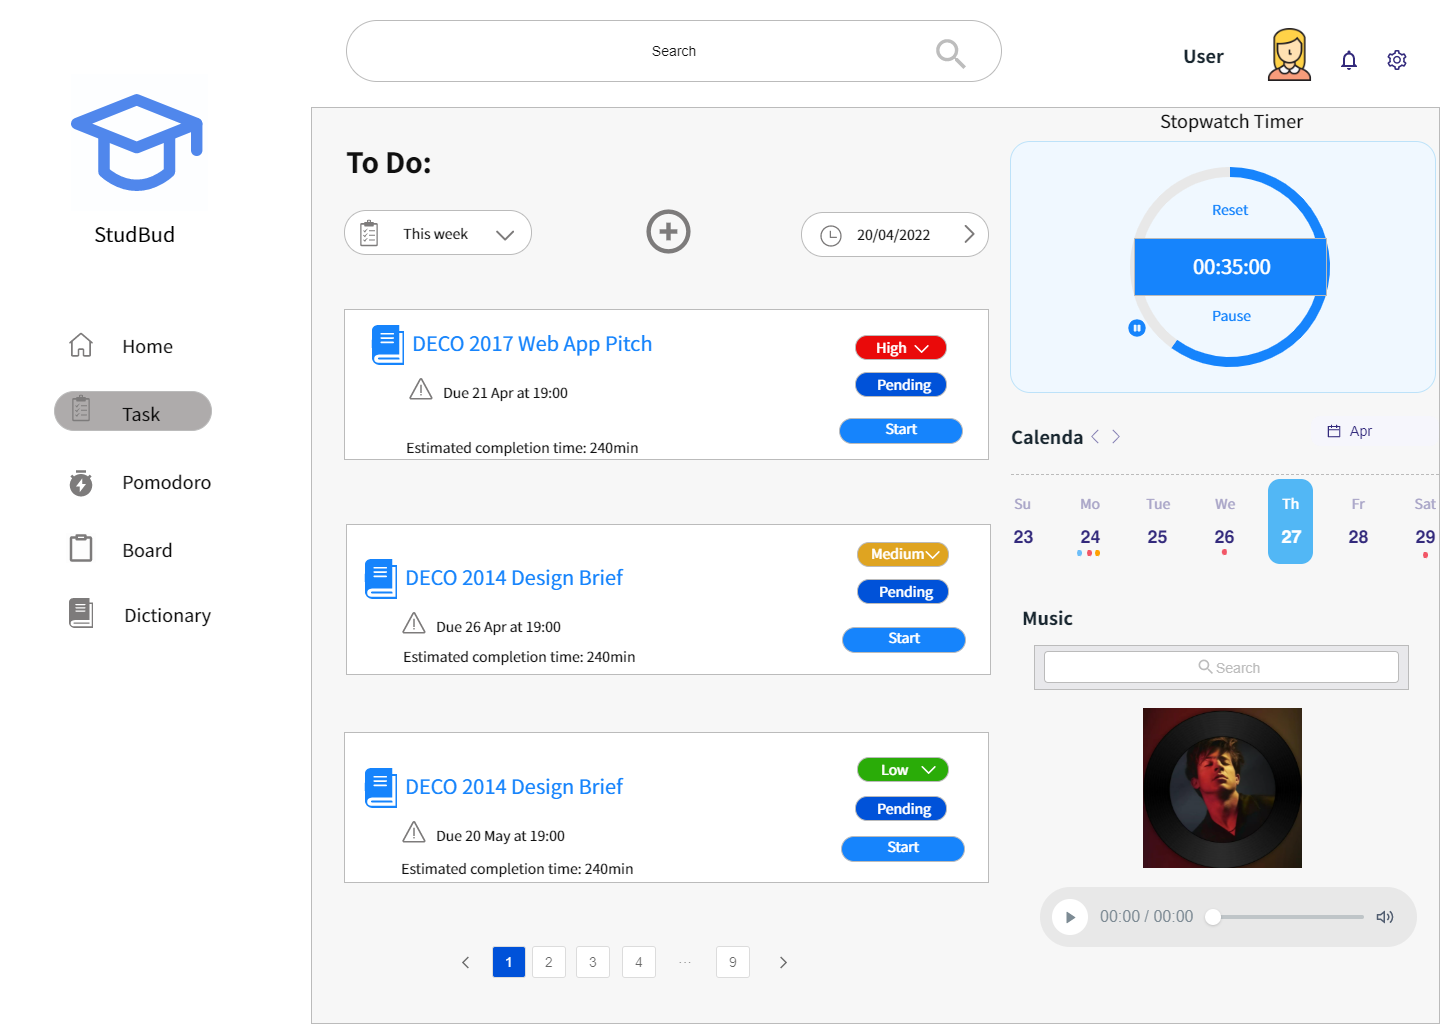 Search
User
StudBud
Home
Task
Pomodoro
Board
Dictionary
To Do:
This week
20/04/2022
DECO 2017 Web App Pitch
Due 21 Apr at 19:00
Estimated completion time: 240min
High
Pending
Start
DECO 2014 Design Brief
Due 26 Apr at 19:00
Estimated completion time: 240min
Medium
Pending
Start
DECO 2014 Design Brief
Due 20 May at 19:00
Estimated completion time: 240min
Low
Pending
Start
1 2 3 4 ··· 9
Stopwatch Timer
Reset
00:35:00
Pause
Calenda
Apr
Su Mo Tue We Th Fr Sat
23 24 25 26 27 28 29
Music
Search
00:00 / 00:00